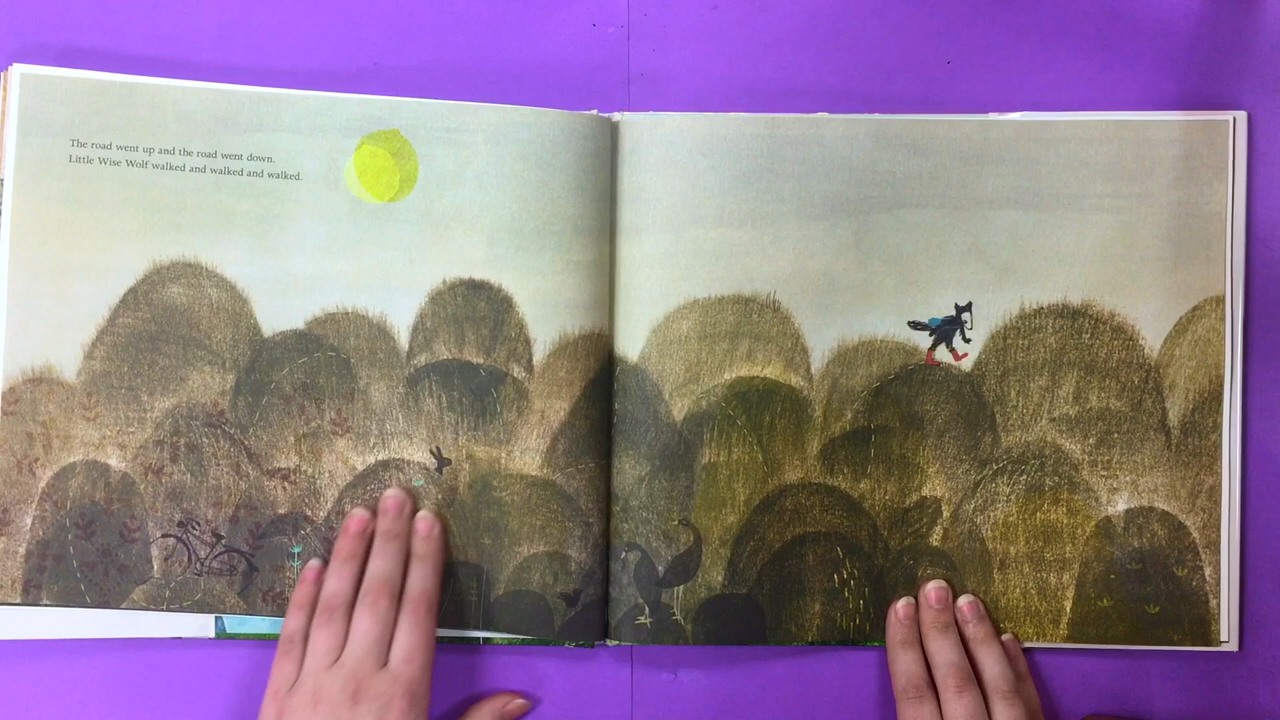 The road went up and the road went down.
Little Wise Wolf walked and walked and walked.